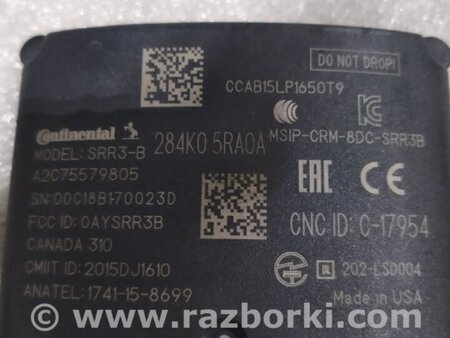 DO NOT DROP!
CCAB15LP1650T9
Continental
284K0 5RA0A
MSIP-CRM-8DC-SRR3B
MODEL: SRR3-B
A2C75579805
SN:00C18B170023D
EAC CE
FCC ID: OAYSRR3B
CNC ID: C-17954
CANADA 310
CMIIT ID: 2015DJ1610
R 202-LSD004
ANATEL: 1741-15-8699
Made in USA
© www.razborki.com